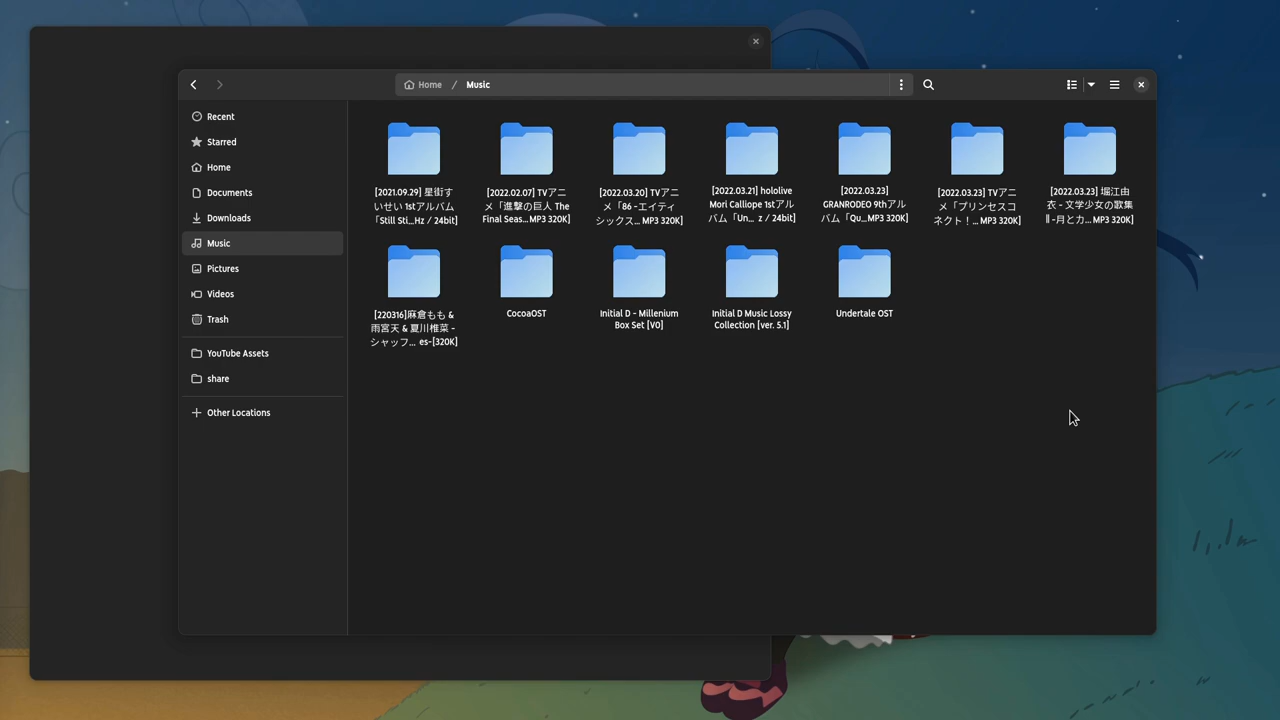 Home / Music
Recent
Starred
Home
Documents
Downloads
Music
Pictures
Videos
Trash
YouTube Assets
share
Other Locations
[2021.09.29] 星街す
いせい 1stアルバム
「Still Sti...Hz / 24bit]
[2022.02.07] TVアニ
メ「進撃の巨人 The
Final Seas... MP3 320K]
[2022.03.20] TVアニ
メ「86 -エイティ
シックス... MP3 320K]
[2022.03.21] hololive
Mori Calliope 1stアル
バム「Un... z / 24bit]
[2022.03.23]
GRANRODEO 9thアル
バム「Qu...MP3 320K]
[2022.03.23] TVアニ
メ「プリンセスコ
ネクト！... MP3 320K]
[2022.03.23] 堀江由
衣 - 文学少女の歌集
Ⅱ -月とカ... MP3 320K]
[220316]麻倉もも &
雨宮天 & 夏川椎菜 -
シャッフ... es-[320K]
CocoaOST
Initial D - Millenium
Box Set [V0]
Initial D Music Lossy
Collection [ver. 5.1]
Undertale OST